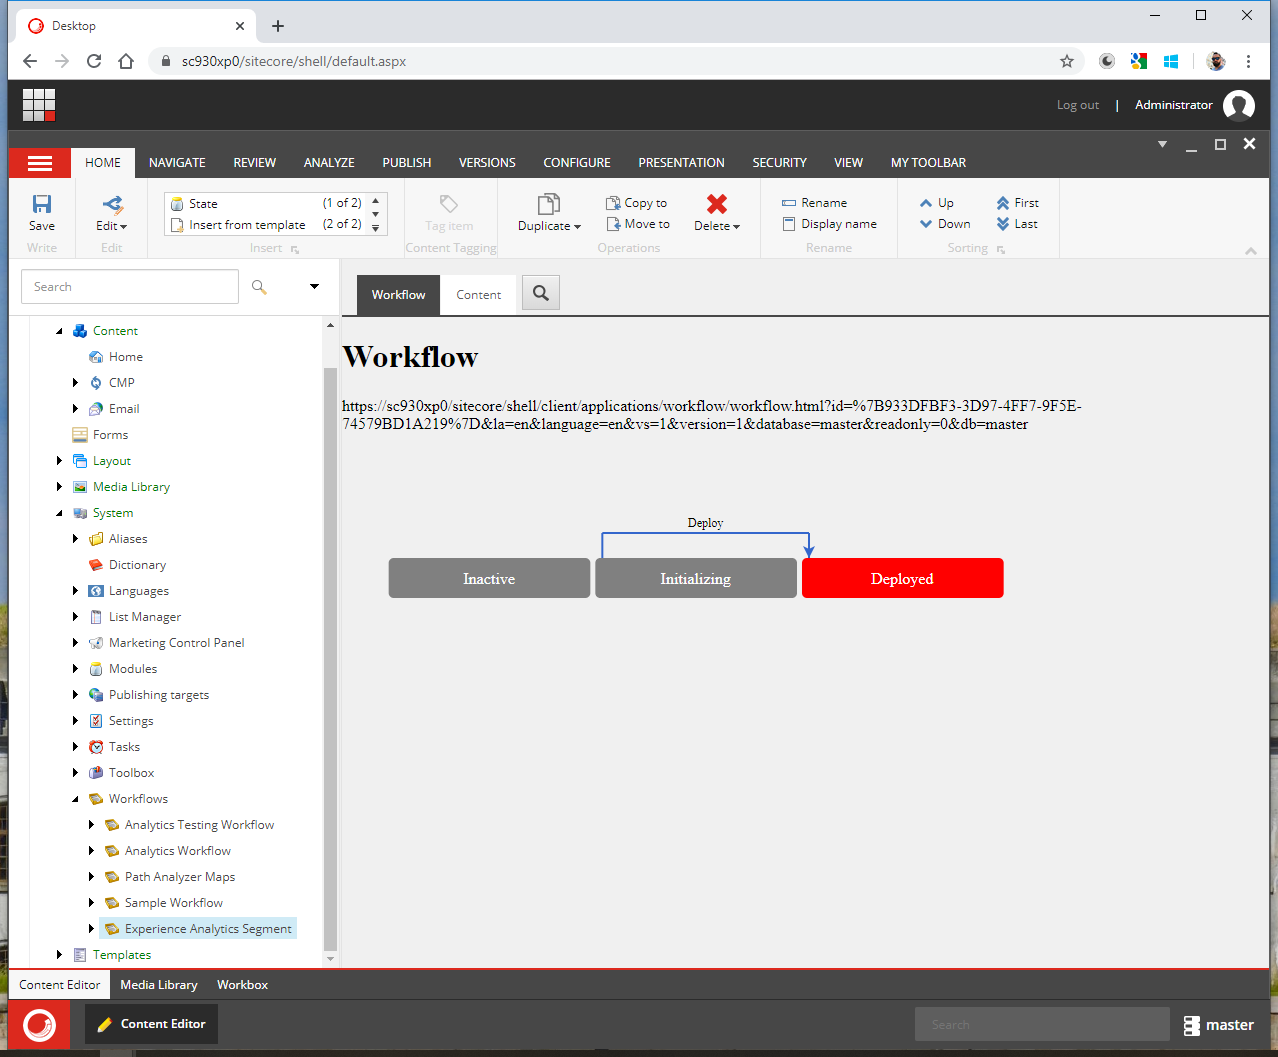 Desktop
sc930xp0/sitecore/shell/default.aspx
Log out | Administrator
HOME NAVIGATE REVIEW ANALYZE PUBLISH VERSIONS CONFIGURE PRESENTATION SECURITY VIEW MY TOOLBAR
State (1 of 2) Copy to Rename Up First
Save Edit Insert from template (2 of 2) Tag item Duplicate Move to Delete Display name Down Last
Write Edit Insert Content Tagging Operations Rename Sorting
Search
Workflow Content
Content
Home
CMP
Email
Forms
Layout
Media Library
System
Aliases
Dictionary
Languages
List Manager
Marketing Control Panel
Modules
Publishing targets
Settings
Tasks
Toolbox
Workflows
Analytics Testing Workflow
Analytics Workflow
Path Analyzer Maps
Sample Workflow
Experience Analytics Segment
Templates
Workflow
https://sc930xp0/sitecore/shell/client/applications/workflow/workflow.html?id=%7B933DFBF3-3D97-4FF7-9F5E-
74579BD1A219%7D&la=en&language=en&vs=1&version=1&database=master&readonly=0&db=master
Deploy
Inactive Initializing Deployed
Content Editor Media Library Workbox
Content Editor Search master